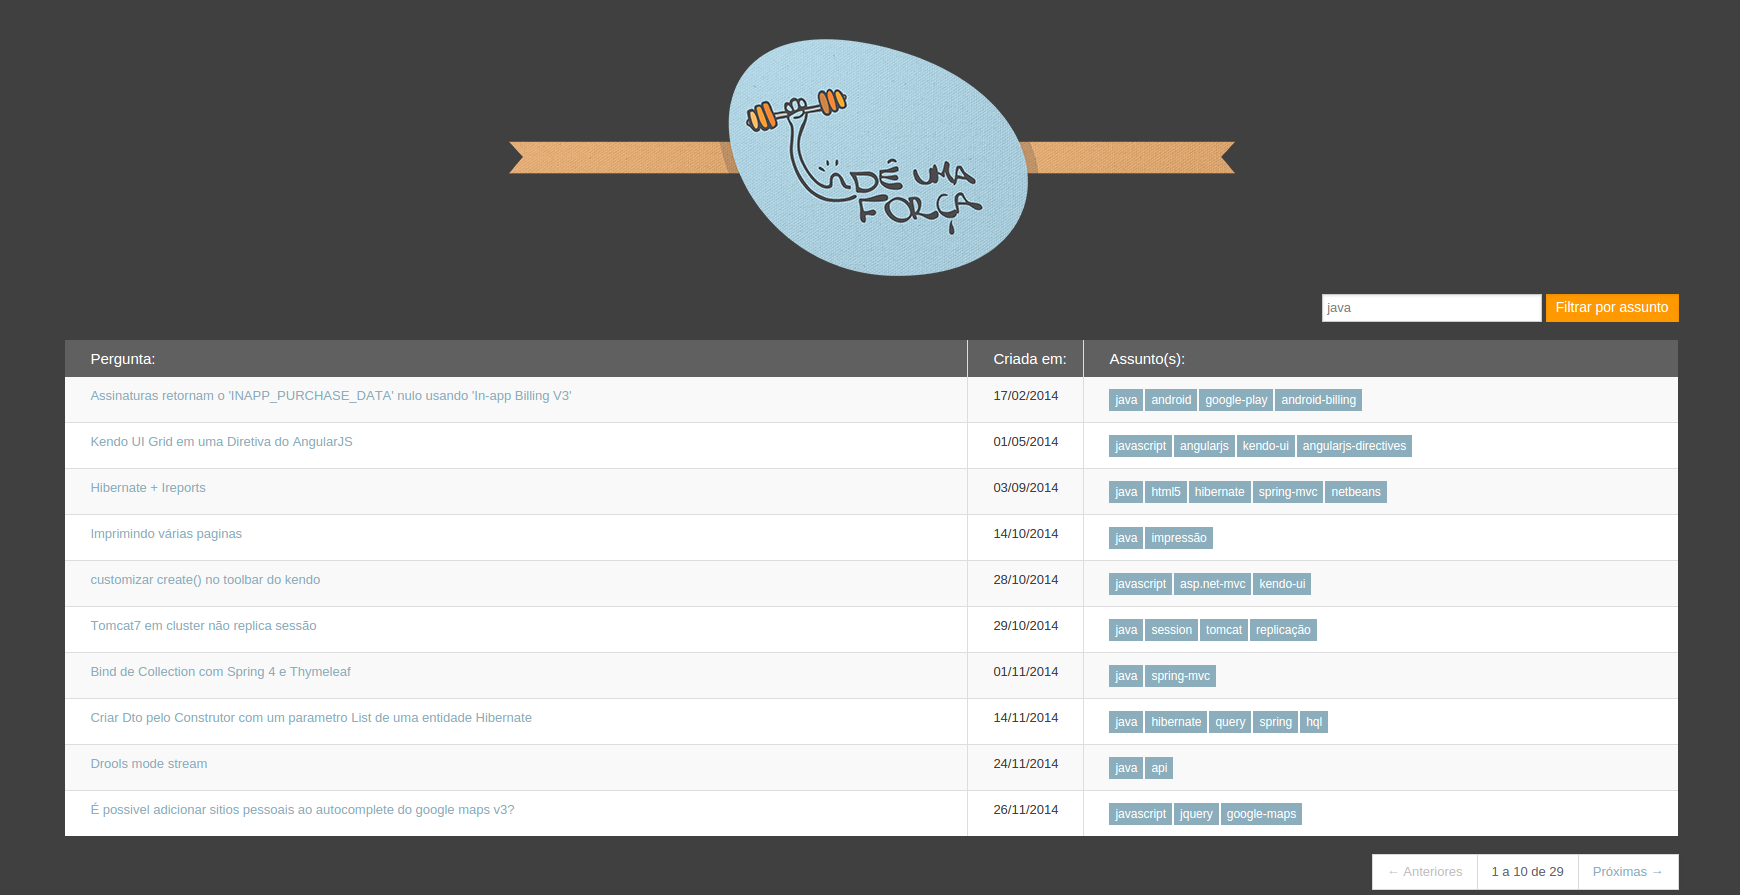 DÊ UMA
FORÇA
java Filtrar por assunto
Pergunta: Criada em: Assunto(s):
Assinaturas retornam o 'INAPP_PURCHASE_DATA' nulo usando 'In-app Billing V3' 17/02/2014 java android google-play android-billing
Kendo UI Grid em uma Diretiva do AngularJS 01/05/2014 javascript angularjs kendo-ui angularjs-directives
Hibernate + Ireports 03/09/2014 java html5 hibernate spring-mvc netbeans
Imprimindo várias paginas 14/10/2014 java impressão
customizar create() no toolbar do kendo 28/10/2014 javascript asp.net-mvc kendo-ui
Tomcat7 em cluster não replica sessão 29/10/2014 java session tomcat replicação
Bind de Collection com Spring 4 e Thymeleaf 01/11/2014 java spring-mvc
Criar Dto pelo Construtor com um parametro List de uma entidade Hibernate 14/11/2014 java hibernate query spring hql
Drools mode stream 24/11/2014 java api
É possivel adicionar sitios pessoais ao autocomplete do google maps v3? 26/11/2014 javascript jquery google-maps
← Anteriores 1 a 10 de 29 Próximas →